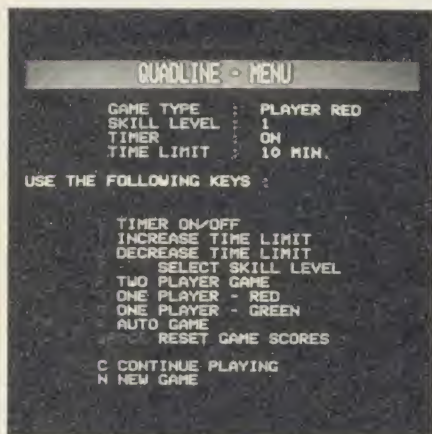 QUADLINE - MENU
GAME TYPE : PLAYER RED
SKILL LEVEL : 1
TIMER : ON
TIME LIMIT : 10 MIN.
USE THE FOLLOWING KEYS :
TIMER ON/OFF
INCREASE TIME LIMIT
DECREASE TIME LIMIT
SELECT SKILL LEVEL
TWO PLAYER GAME
ONE PLAYER - RED
ONE PLAYER - GREEN
AUTO GAME
RESET GAME SCORES
C CONTINUE PLAYING
N NEW GAME